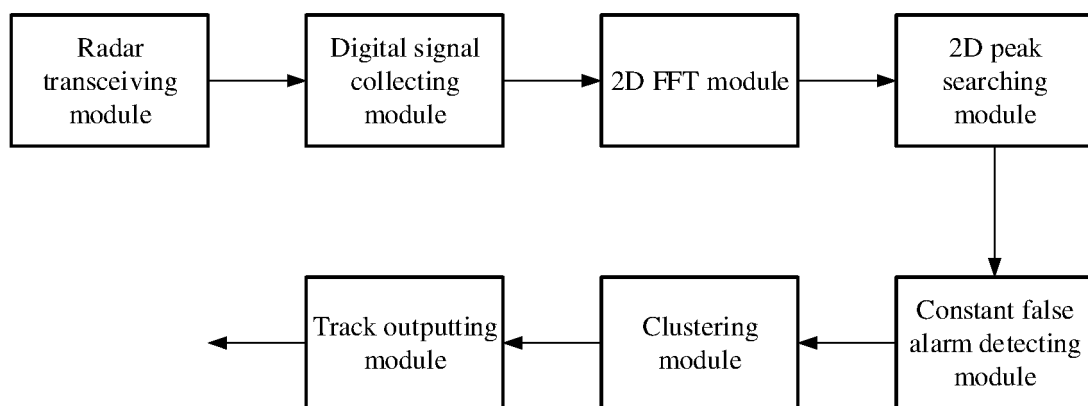 Radar
transceiving
module
Digital signal
collecting
module
2D FFT module
2D peak
searching
module
Constant false
alarm detecting
module
Clustering
module
Track outputting
module